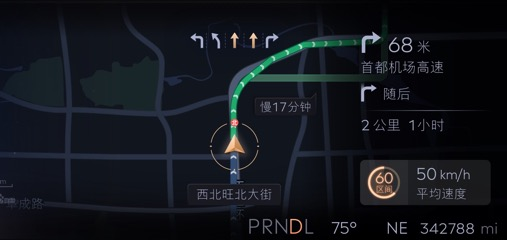 68 米
首都机场高速
随后
慢17分钟
2 公里 1小时
60
区间
50 km/h
平均速度
西北旺北大街
PRNDL 75° NE 342788 mi